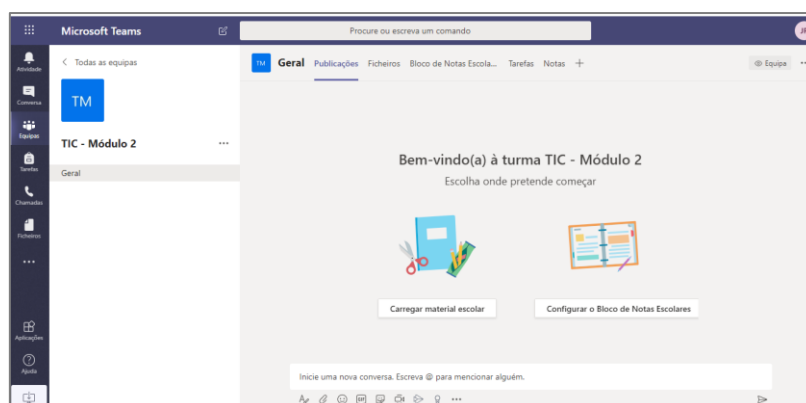 Microsoft Teams
Procure ou escreva um comando
JR
Atividade
Conversa
Equipas
Tarefas
Chamadas
Ficheiros
Aplicações
Ajuda
< Todas as equipas
TM
TIC - Módulo 2
Geral
TM Geral Publicações Ficheiros Bloco de Notas Escola... Tarefas Notas +
Equipa
Bem-vindo(a) à turma TIC - Módulo 2
Escolha onde pretende começar
Carregar material escolar
Configurar o Bloco de Notas Escolares
Inicie uma nova conversa. Escreva @ para mencionar alguém.
GIF